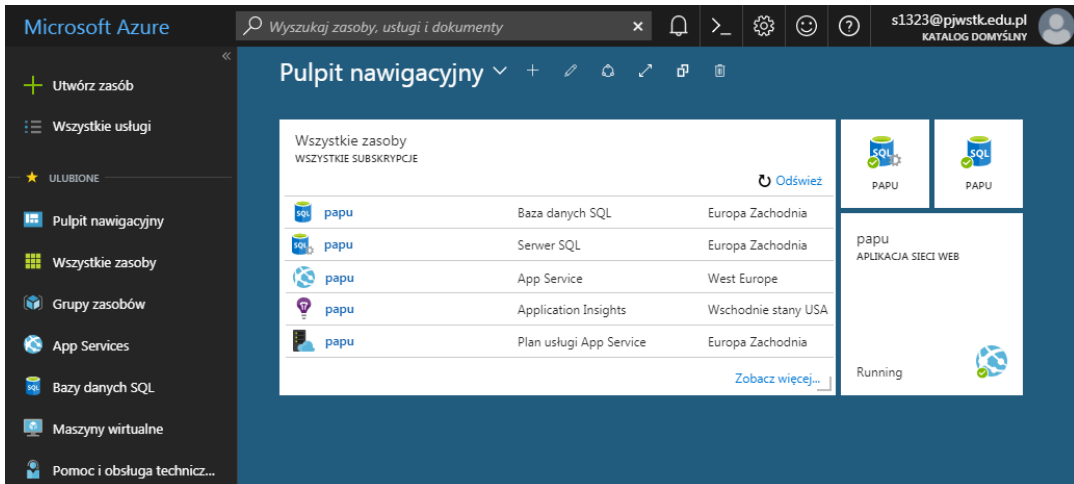 Microsoft Azure
Wyszukaj zasoby, usługi i dokumenty
s1323@pjwstk.edu.pl
KATALOG DOMYŚLNY
Utwórz zasób
Wszystkie usługi
ULUBIONE
Pulpit nawigacyjny
Wszystkie zasoby
Grupy zasobów
App Services
Bazy danych SQL
Maszyny wirtualne
Pomoc i obsługa technicz...
Pulpit nawigacyjny
Wszystkie zasoby
WSZYSTKIE SUBSKRYPCJE
Odśwież
papu Baza danych SQL Europa Zachodnia
papu Serwer SQL Europa Zachodnia
papu App Service West Europe
papu Application Insights Wschodnie stany USA
papu Plan usługi App Service Europa Zachodnia
Zobacz więcej...
SQL
PAPU
SQL
PAPU
papu
APLIKACJA SIECI WEB
Running